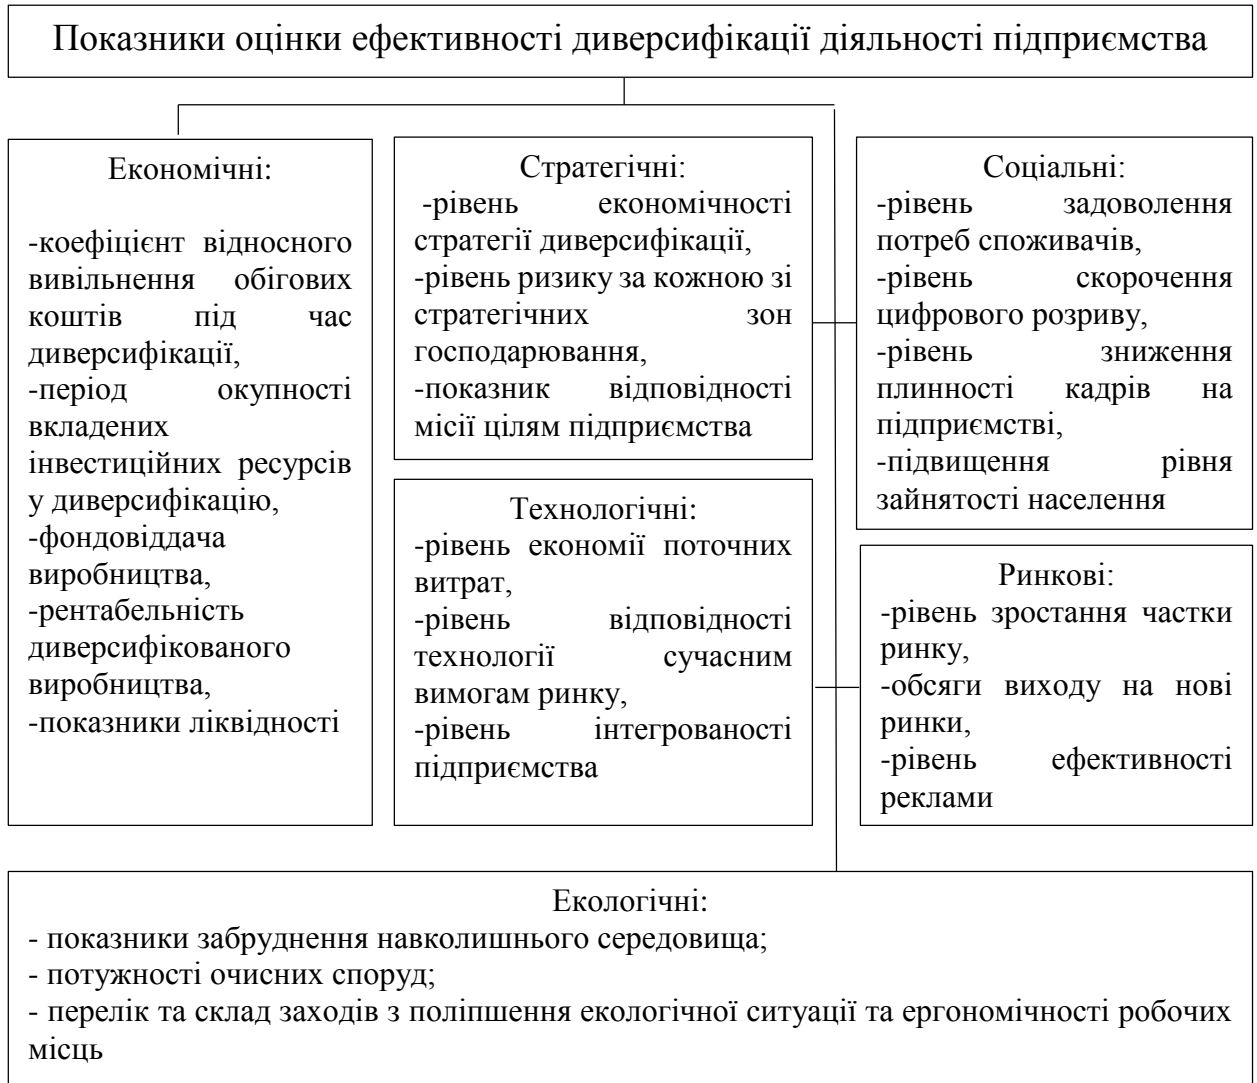 Показники оцінки ефективності диверсифікації діяльності підприємства
Економічні:
-коефіцієнт відносного
вивільнення обігових
коштів під час
диверсифікації,
-період окупності
вкладених
інвестиційних ресурсів
у диверсифікацію,
-фондовіддача
виробництва,
-рентабельність
диверсифікованого
виробництва,
-показники ліквідності
Стратегічні:
-рівень економічності
стратегії диверсифікації,
-рівень ризику за кожною зі
стратегічних зон
господарювання,
-показник відповідності
місії цілям підприємства
Соціальні:
-рівень задоволення
потреб споживачів,
-рівень скорочення
цифрового розриву,
-рівень зниження
плинності кадрів на
підприємстві,
-підвищення рівня
зайнятості населення
Технологічні:
-рівень економії поточних
витрат,
-рівень відповідності
технології сучасним
вимогам ринку,
-рівень інтегрованості
підприємства
Ринкові:
-рівень зростання частки
ринку,
-обсяги виходу на нові
ринки,
-рівень ефективності
реклами
Екологічні:
- показники забруднення навколишнього середовища;
- потужності очисних споруд;
- перелік та склад заходів з поліпшення екологічної ситуації та ергономічності робочих
місць